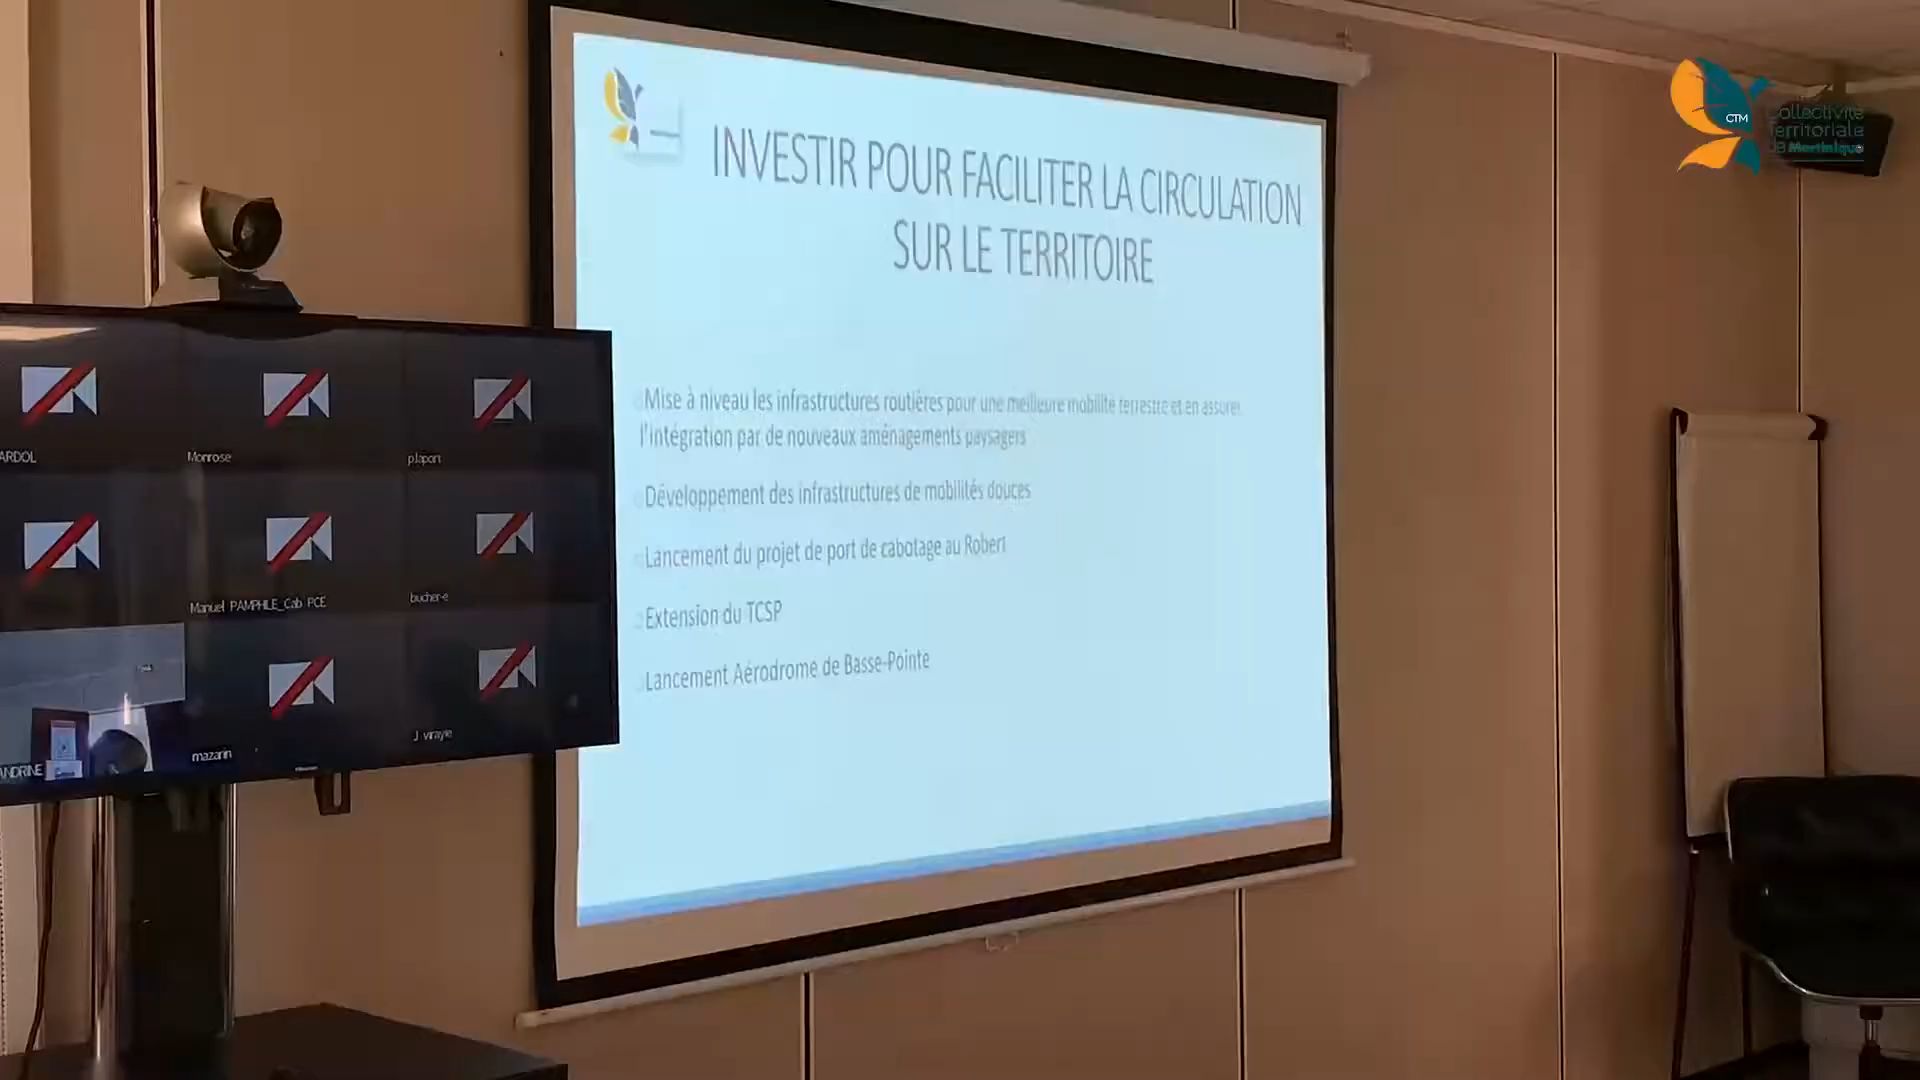 CTM
Collectivité
Territoriale
de Martinique
INVESTIR POUR FACILITER LA CIRCULATION
SUR LE TERRITOIRE
Mise à niveau les infrastructures routières pour une meilleure mobilité terrestre et en assurer
l'intégration par de nouveaux aménagements paysagers
Développement des infrastructures de mobilités douces
Lancement du projet de port de cabotage au Robert
Extension du TCSP
Lancement Aérodrome de Basse-Pointe
ARDOL
Monrose
p.laport
Manuel PAMPHILE_Cab PCE
bucher-e
ANDRINE
mazarin